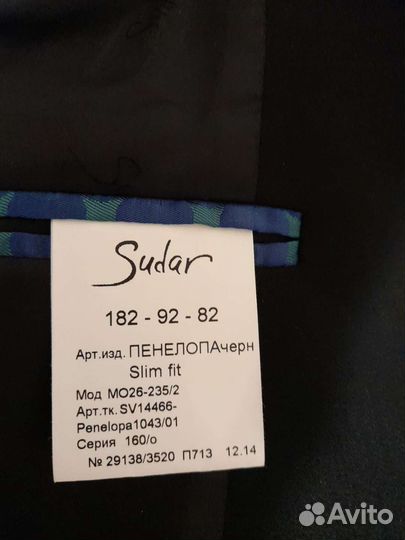 Sudar
182 - 92 - 82
Арт.изд. ПЕНЕЛОПАчерн
Slim fit
Мод МО26-235/2
Арт.тк. SV14466-
Penelopa1043/01
Серия 160/о
№ 29138/3520 П713 12.14
Avito